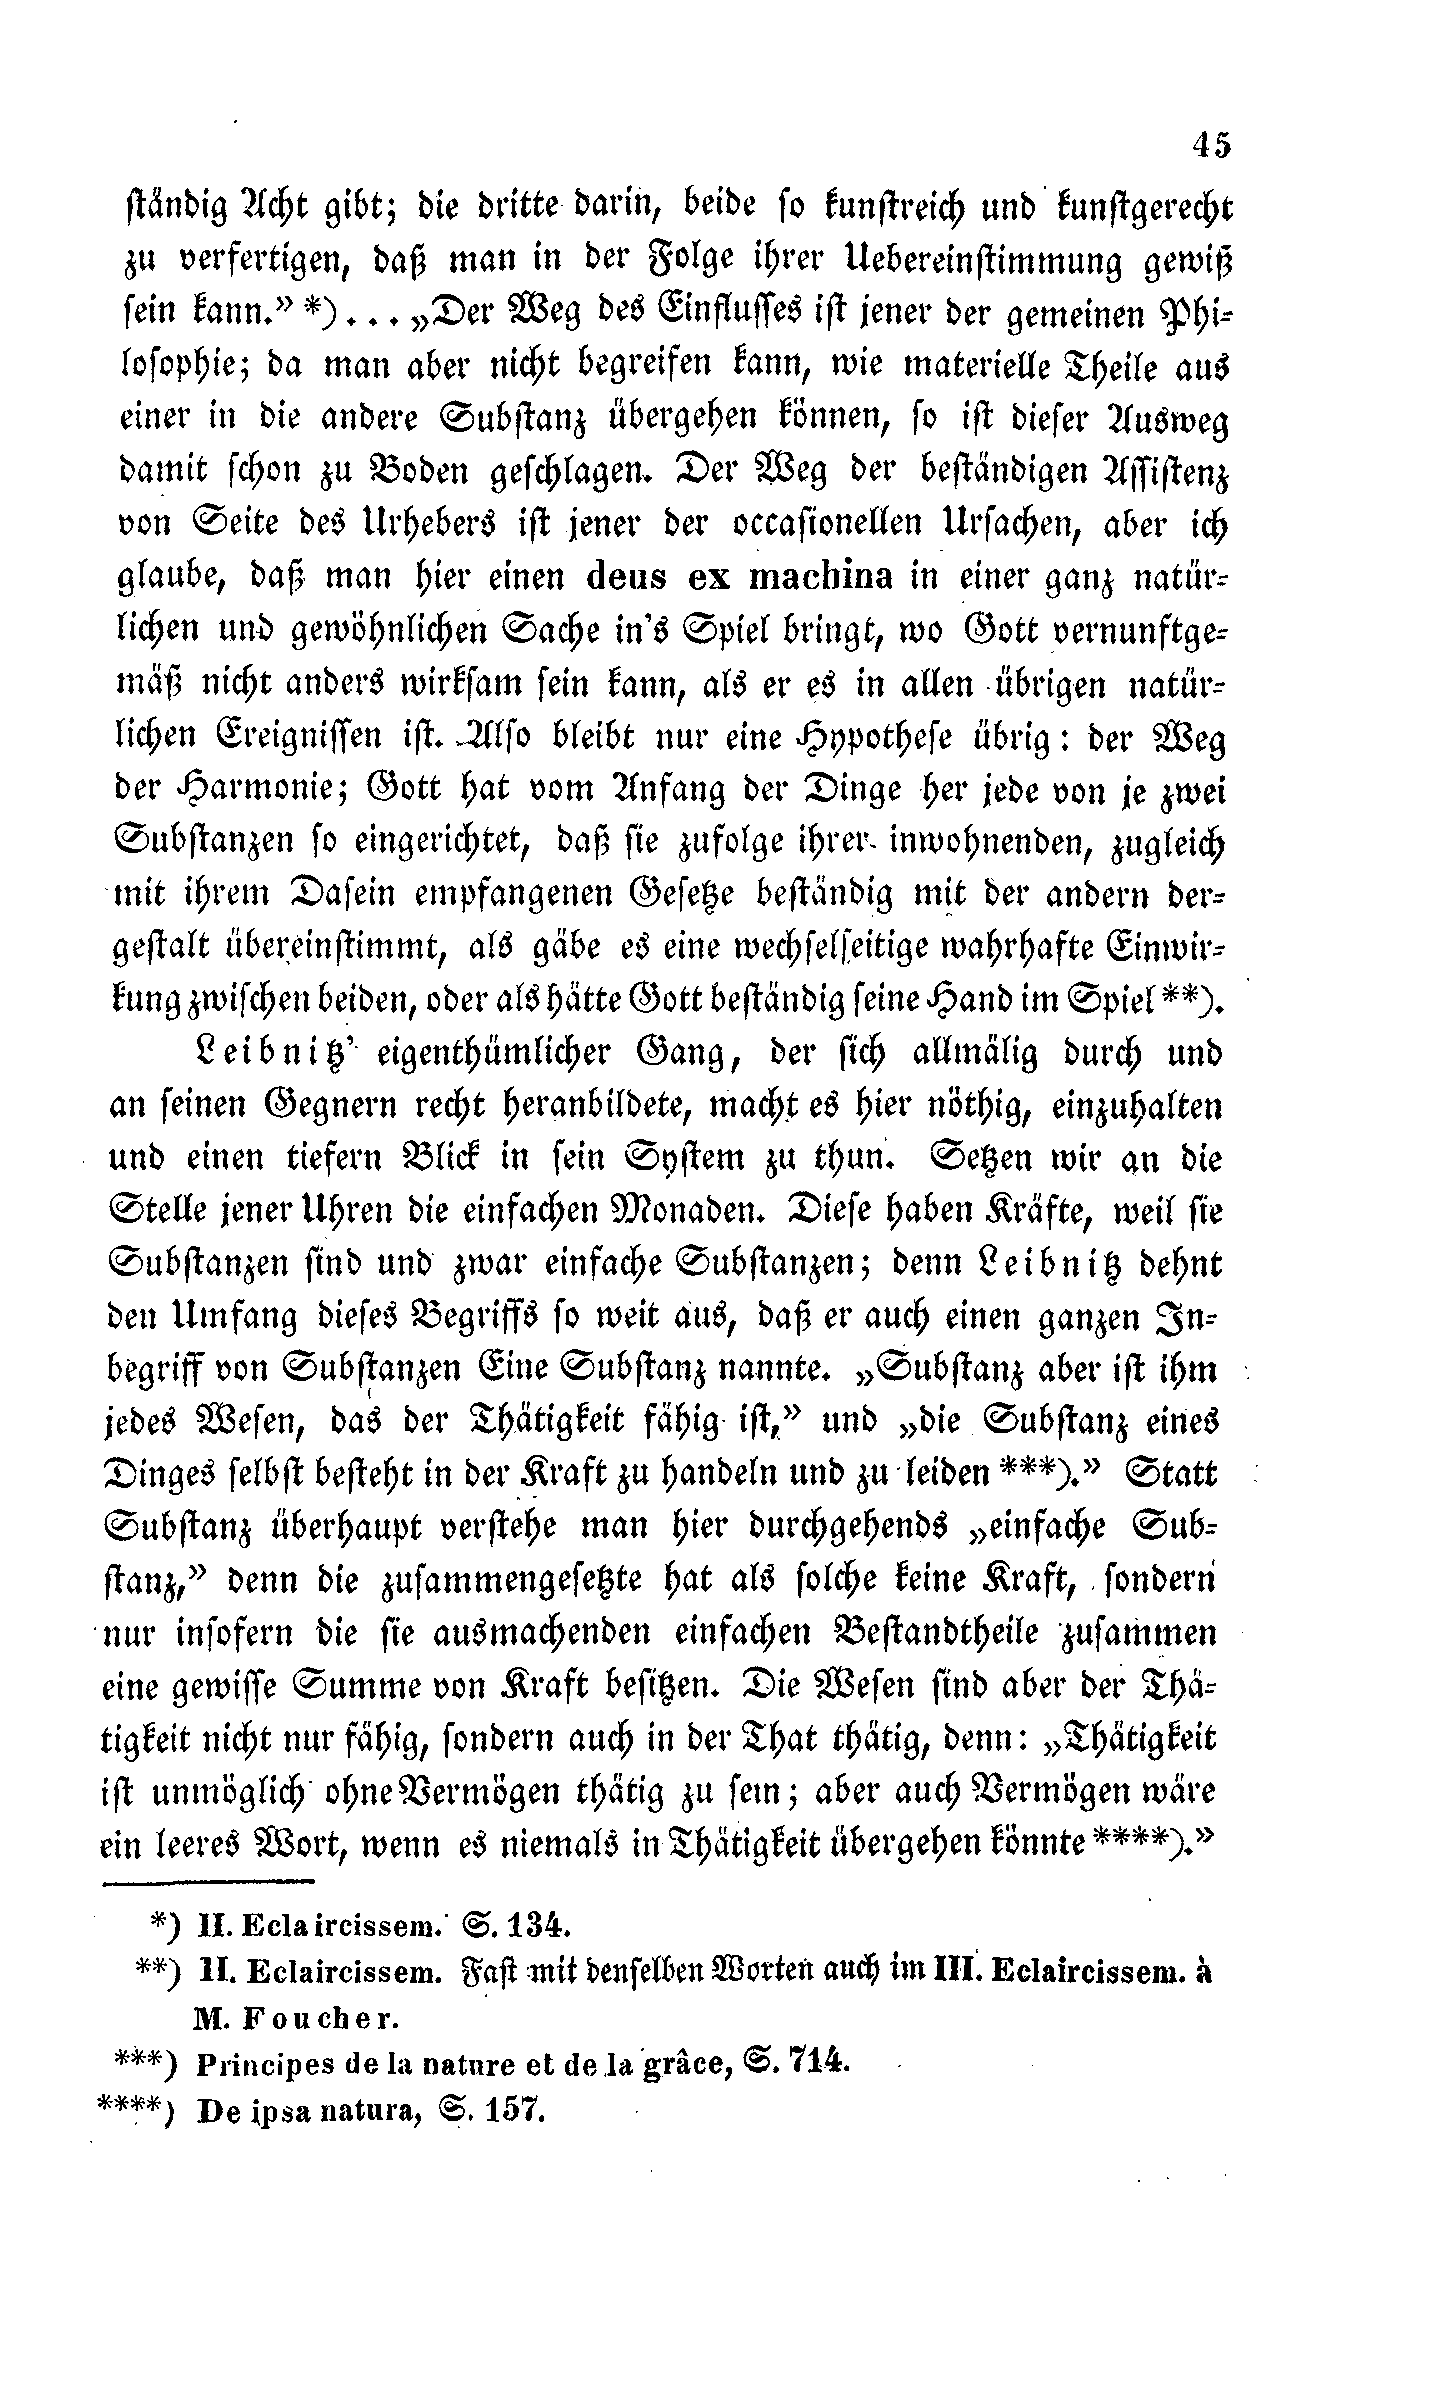 45
ständig Acht gibt; die dritte darin, beide so kunstreich und kunstgerecht
zu verfertigen, daß man in der Folge ihrer Uebereinstimmung gewiß
sein kann.” *) . . . „Der Weg des Einflusses ist jener der gemeinen Phi-
losophie; da man aber nicht begreifen kann, wie materielle Theile aus
einer in die andere Substanz übergehen können, so ist dieser Ausweg
damit schon zu Boden geschlagen. Der Weg der beständigen Assistenz
von Seite des Urhebers ist jener der occasionellen Ursachen, aber ich
glaube, daß man hier einen deus ex machina in einer ganz natür-
lichen und gewöhnlichen Sache in's Spiel bringt, wo Gott vernunftge-
mäß nicht anders wirksam sein kann, als er es in allen übrigen natür-
lichen Ereignissen ist. Also bleibt nur eine Hypothese übrig: der Weg
der Harmonie; Gott hat vom Anfang der Dinge her jede von je zwei
Substanzen so eingerichtet, daß sie zufolge ihrer inwohnenden, zugleich
mit ihrem Dasein empfangenen Gesetze beständig mit der andern der-
gestalt übereinstimmt, als gäbe es eine wechselseitige wahrhafte Einwir-
kung zwischen beiden, oder als hätte Gott beständig seine Hand im Spiel **).
Leibnitz' eigenthümlicher Gang, der sich allmälig durch und
an seinen Gegnern recht heranbildete, macht es hier nöthig, einzuhalten
und einen tiefern Blick in sein System zu thun. Setzen wir an die
Stelle jener Uhren die einfachen Monaden. Diese haben Kräfte, weil sie
Substanzen sind und zwar einfache Substanzen; denn Leibnitz dehnt
den Umfang dieses Begriffs so weit aus, daß er auch einen ganzen In-
begriff von Substanzen Eine Substanz nannte. „Substanz aber ist ihm
jedes Wesen, das der Thätigkeit fähig ist,” und „die Substanz eines
Dinges selbst besteht in der Kraft zu handeln und zu leiden ***).” Statt
Substanz überhaupt verstehe man hier durchgehends „einfache Sub-
stanz,” denn die zusammengesetzte hat als solche keine Kraft, sondern
nur insofern die sie ausmachenden einfachen Bestandtheile zusammen
eine gewisse Summe von Kraft besitzen. Die Wesen sind aber der Thä-
tigkeit nicht nur fähig, sondern auch in der That thätig, denn: „Thätigkeit
ist unmöglich ohne Vermögen thätig zu sein; aber auch Vermögen wäre
ein leeres Wort, wenn es niemals in Thätigkeit übergehen könnte ****).”
*) II. Eclaircissem. S. 134.
**) II. Eclaircissem. Fast mit denselben Worten auch im III. Eclaircissem. à
M. Foucher.
***) Principes de la nature et de la grâce, S. 714.
****) De ipsa natura, S. 157.